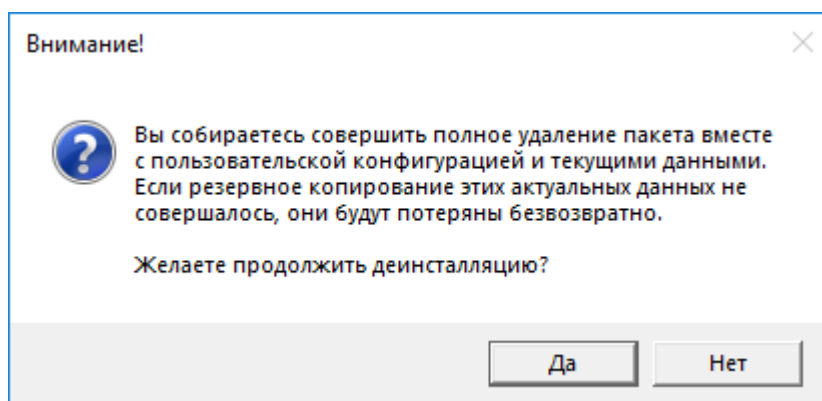 Внимание!
Вы собираетесь совершить полное удаление пакета вместе
с пользовательской конфигурацией и текущими данными.
Если резервное копирование этих актуальных данных не
совершалось, они будут потеряны безвозвратно.
Желаете продолжить деинсталляцию?
Да
Нет